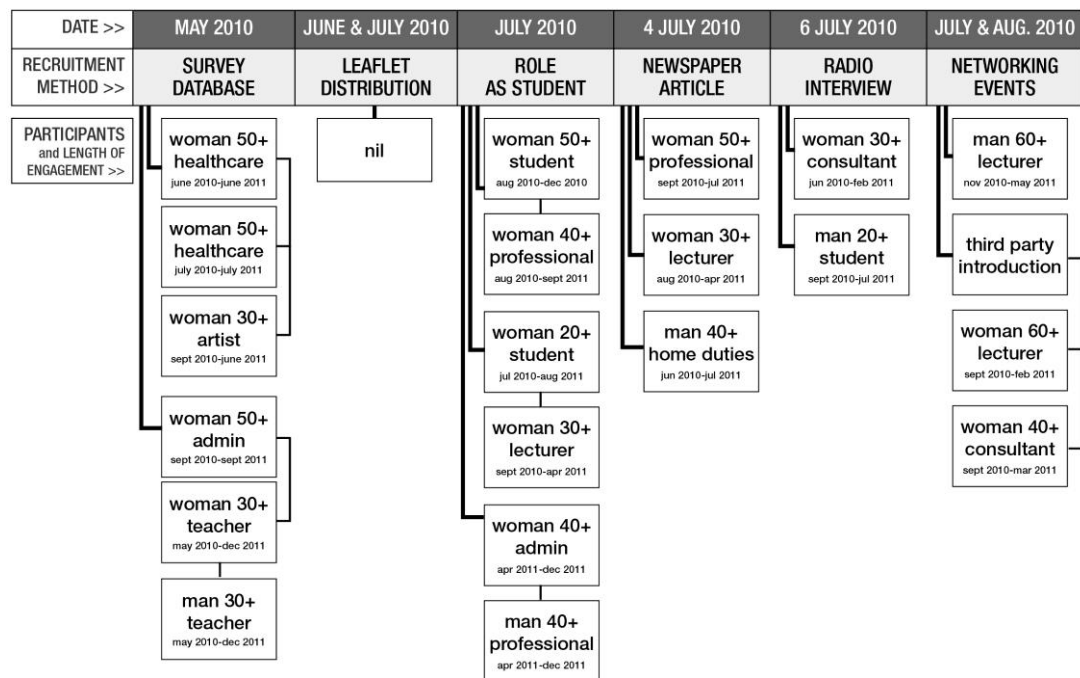 DATE >>
MAY 2010
JUNE & JULY 2010
JULY 2010
4 JULY 2010
6 JULY 2010
JULY & AUG. 2010
RECRUITMENT
METHOD >>
SURVEY
DATABASE
LEAFLET
DISTRIBUTION
ROLE
AS STUDENT
NEWSPAPER
ARTICLE
RADIO
INTERVIEW
NETWORKING
EVENTS
PARTICIPANTS
and LENGTH OF
ENGAGEMENT >>
woman 50+
healthcare
june 2010-june 2011
woman 50+
healthcare
july 2010-july 2011
woman 30+
artist
sept 2010-june 2011
woman 50+
admin
sept 2010-sept 2011
woman 30+
teacher
may 2010-dec 2011
man 30+
teacher
may 2010-dec 2011
nil
woman 50+
student
aug 2010-dec 2010
woman 40+
professional
aug 2010-sept 2011
woman 20+
student
jul 2010-aug 2011
woman 30+
lecturer
sept 2010-apr 2011
woman 40+
admin
apr 2011-dec 2011
man 40+
professional
apr 2011-dec 2011
woman 50+
professional
sept 2010-jul 2011
woman 30+
lecturer
aug 2010-apr 2011
man 40+
home duties
jun 2010-jul 2011
woman 30+
consultant
jun 2010-feb 2011
man 20+
student
sept 2010-jul 2011
man 60+
lecturer
nov 2010-may 2011
third party
introduction
woman 60+
lecturer
sept 2010-feb 2011
woman 40+
consultant
sept 2010-mar 2011